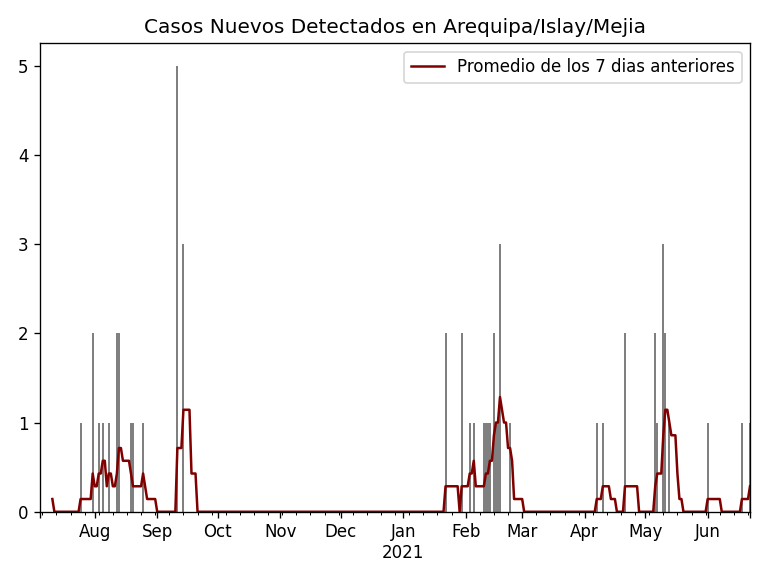 Casos Nuevos Detectados en Arequipa/Islay/Mejia
Promedio de los 7 dias anteriores
5
4
3
2
1
0
Aug Sep Oct Nov Dec Jan Feb Mar Apr May Jun
2021